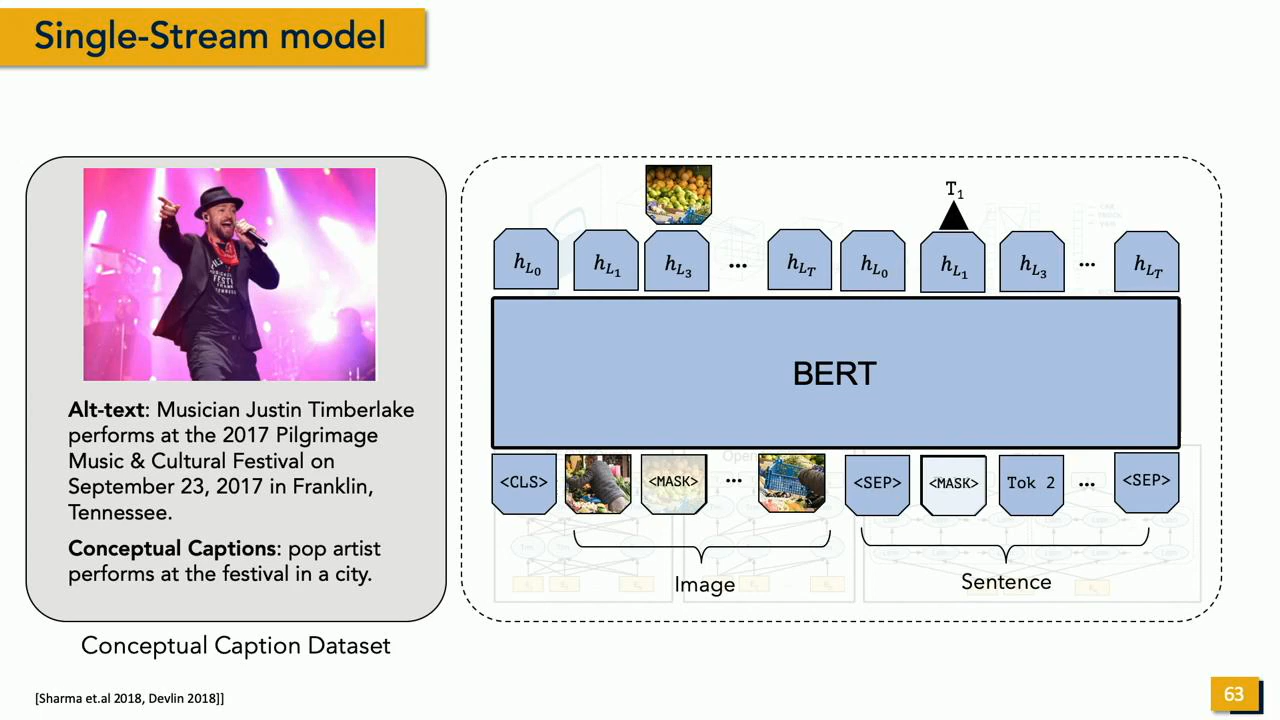 Single-Stream model
Alt-text: Musician Justin Timberlake
performs at the 2017 Pilgrimage
Music & Cultural Festival on
September 23, 2017 in Franklin,
Tennessee.
Conceptual Captions: pop artist
performs at the festival in a city.
Conceptual Caption Dataset
T1
hL0 hL1 hL3 ... hLT hL0 hL1 hL3 ... hLT
BERT
<CLS> <MASK> ... <SEP> <MASK> Tok 2 ... <SEP>
Image
Sentence
[Sharma et.al 2018, Devlin 2018]]
63